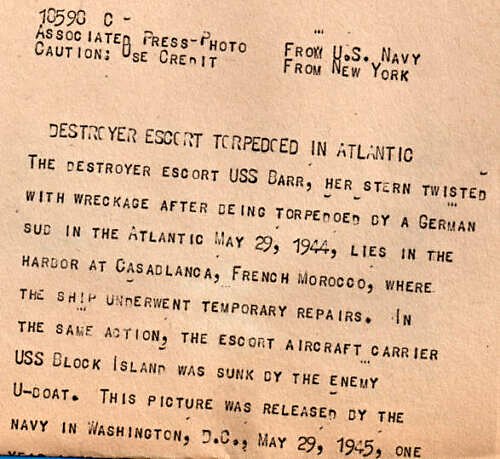 10590 C -
ASSOCIATED PRESS-PHOTO FROM U.S. NAVY
CAUTION: USE CREDIT FROM NEW YORK
DESTROYER ESCORT TORPEDOED IN ATLANTIC
THE DESTROYER ESCORT USS BARR, HER STERN TWISTED
WITH WRECKAGE AFTER BEING TORPEDOED BY A GERMAN
SUB IN THE ATLANTIC MAY 29, 1944, LIES IN THE
HARBOR AT CASABLANCA, FRENCH MOROCCO, WHERE
THE SHIP UNDERWENT TEMPORARY REPAIRS. IN
THE SAME ACTION, THE ESCORT AIRCRAFT CARRIER
USS BLOCK ISLAND WAS SUNK BY THE ENEMY
U-BOAT. THIS PICTURE WAS RELEASED BY THE
NAVY IN WASHINGTON, D.C., MAY 29, 1945, ONE